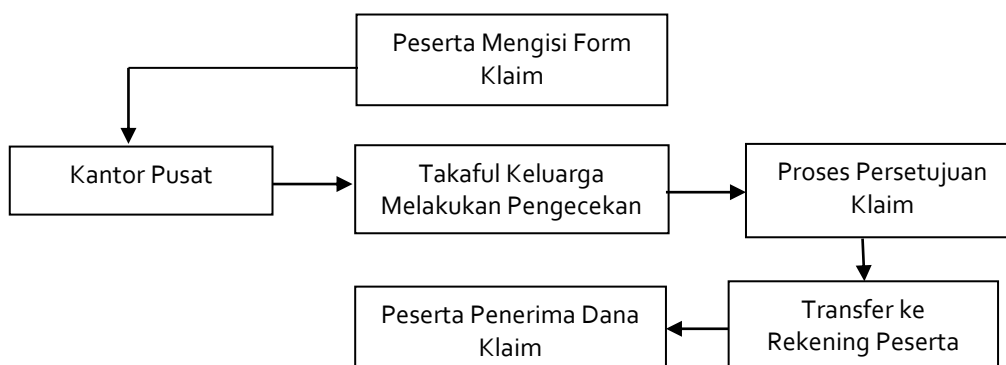 Peserta Mengisi Form
Klaim
Kantor Pusat
Takaful Keluarga
Melakukan Pengecekan
Proses Persetujuan
Klaim
Transfer ke
Rekening Peserta
Peserta Penerima Dana
Klaim